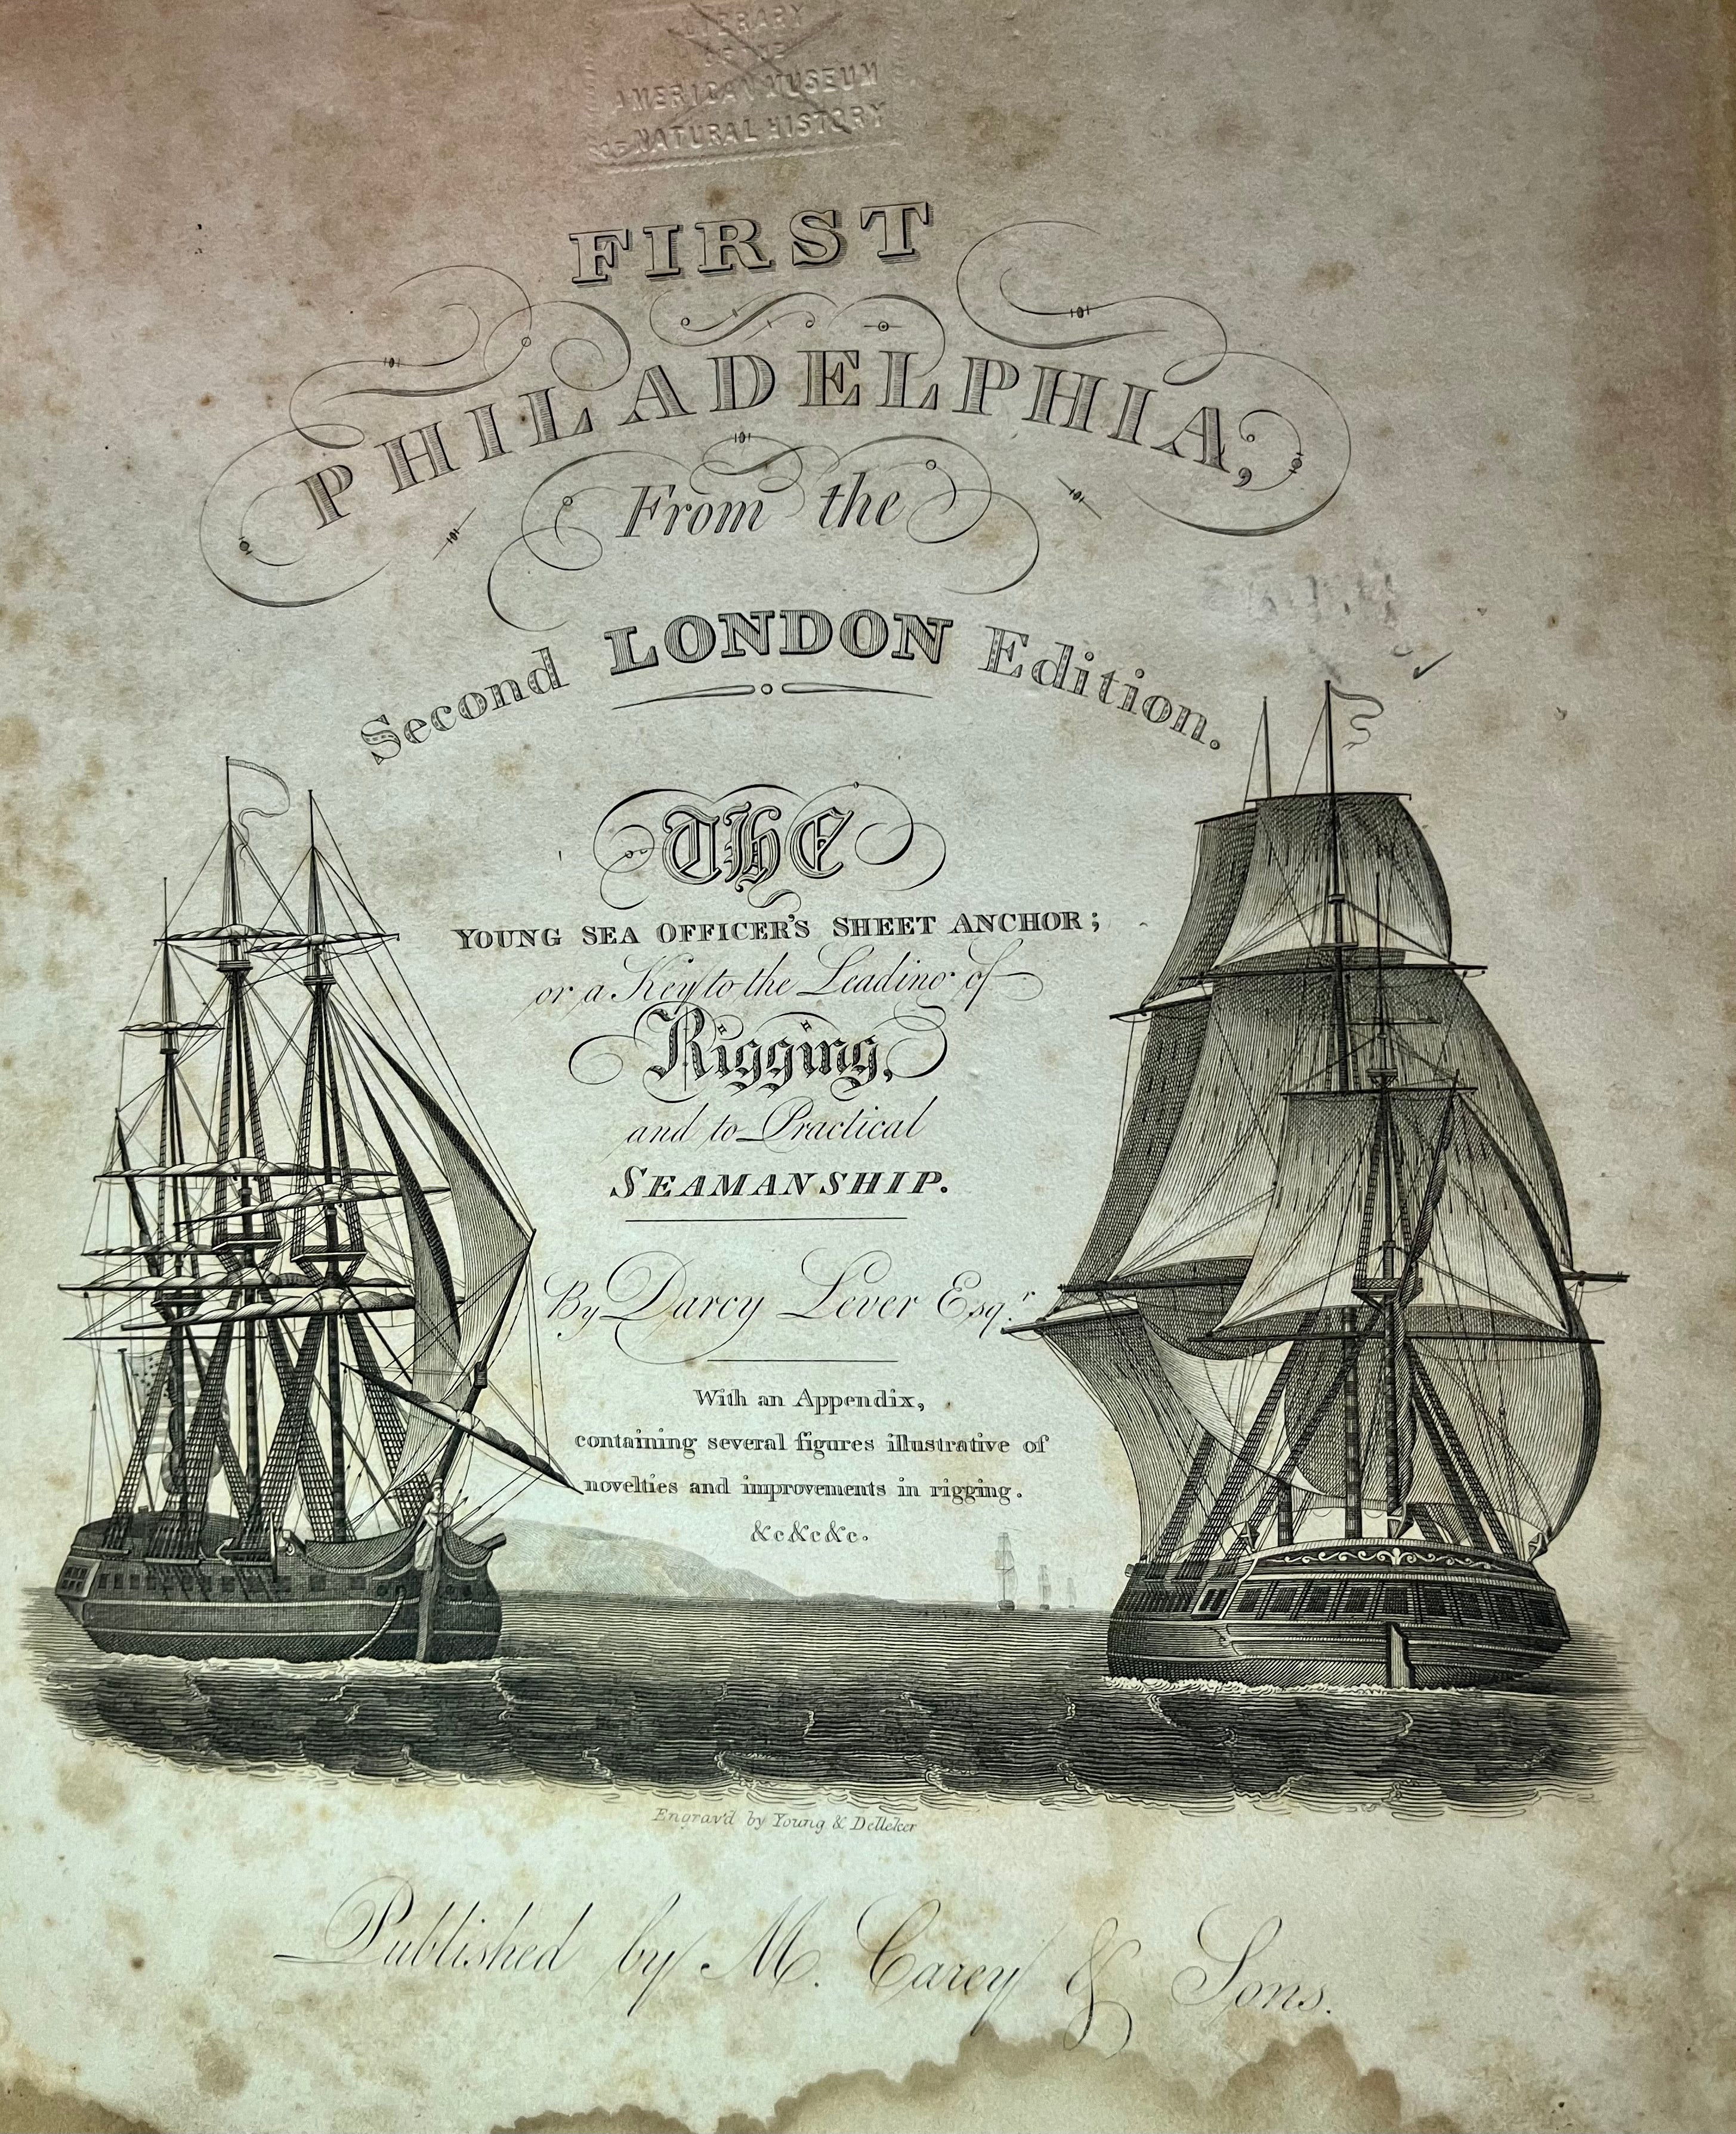 LIBRARY
OF THE
AMERICAN MUSEUM
OF NATURAL HISTORY
FIRST
PHILADELPHIA,
From the
Second LONDON Edition.
The
YOUNG SEA OFFICER'S SHEET ANCHOR;
or a Key to the Leading of
Rigging,
and to Practical
SEAMANSHIP.
By Darcy Lever Esqr.
With an Appendix,
containing several figures illustrative of
novelties and improvements in rigging.
&c&c&c.
Engrav'd by Young & Delleker
Published by M. Carey & Sons.